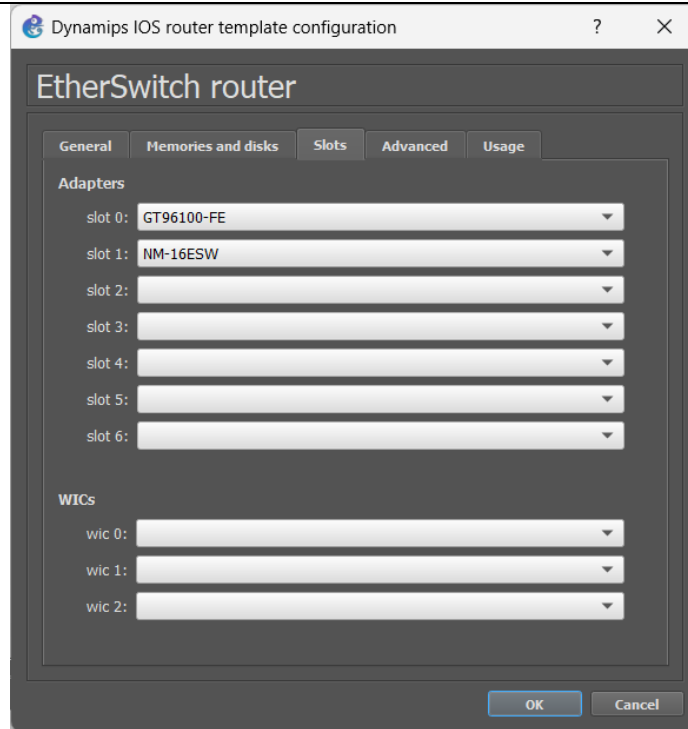 Dynamips IOS router template configuration ? X
EtherSwitch router
General Memories and disks Slots Advanced Usage
Adapters
slot 0: GT96100-FE
slot 1: NM-16ESW
slot 2:
slot 3:
slot 4:
slot 5:
slot 6:
WICs
wic 0:
wic 1:
wic 2:
OK Cancel